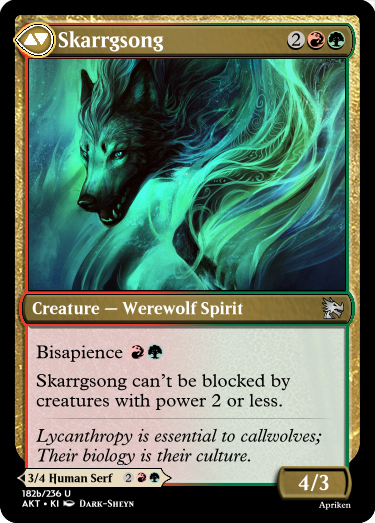 Skarrgsong 2
Creature — Werewolf Spirit
Bisapience
Skarrgsong can't be blocked by
creatures with power 2 or less.
Lycanthropy is essential to callwolves;
Their biology is their culture.
3/4 Human Serf 2
4/3
182b/236 U
AKT • KI Dark-Sheyn
Apriken